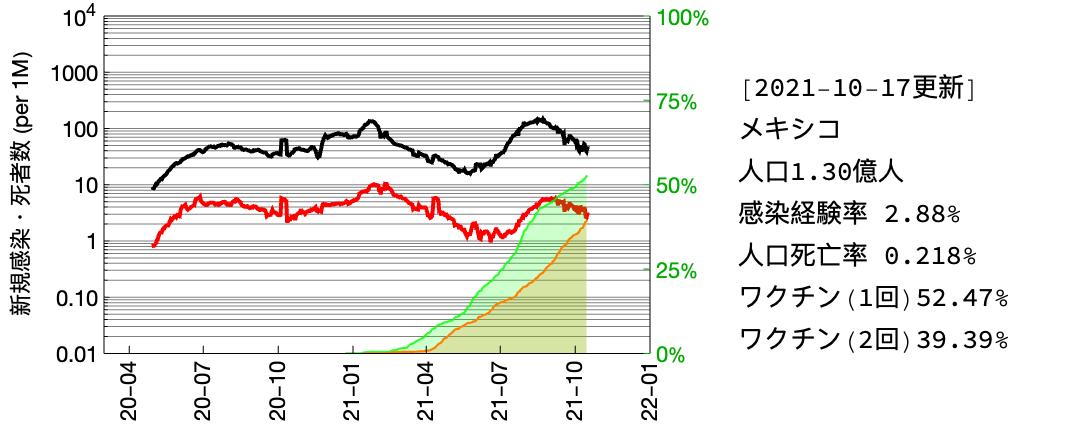 新規感染・死者数 (per 1M)
10^4
1000
100
10
1
0.10
0.01
100%
75%
50%
25%
0%
20-04
20-07
20-10
21-01
21-04
21-07
21-10
22-01
[2021-10-17更新]
メキシコ
人口1.30億人
感染経験率 2.88%
人口死亡率 0.218%
ワクチン(1回)52.47%
ワクチン(2回)39.39%